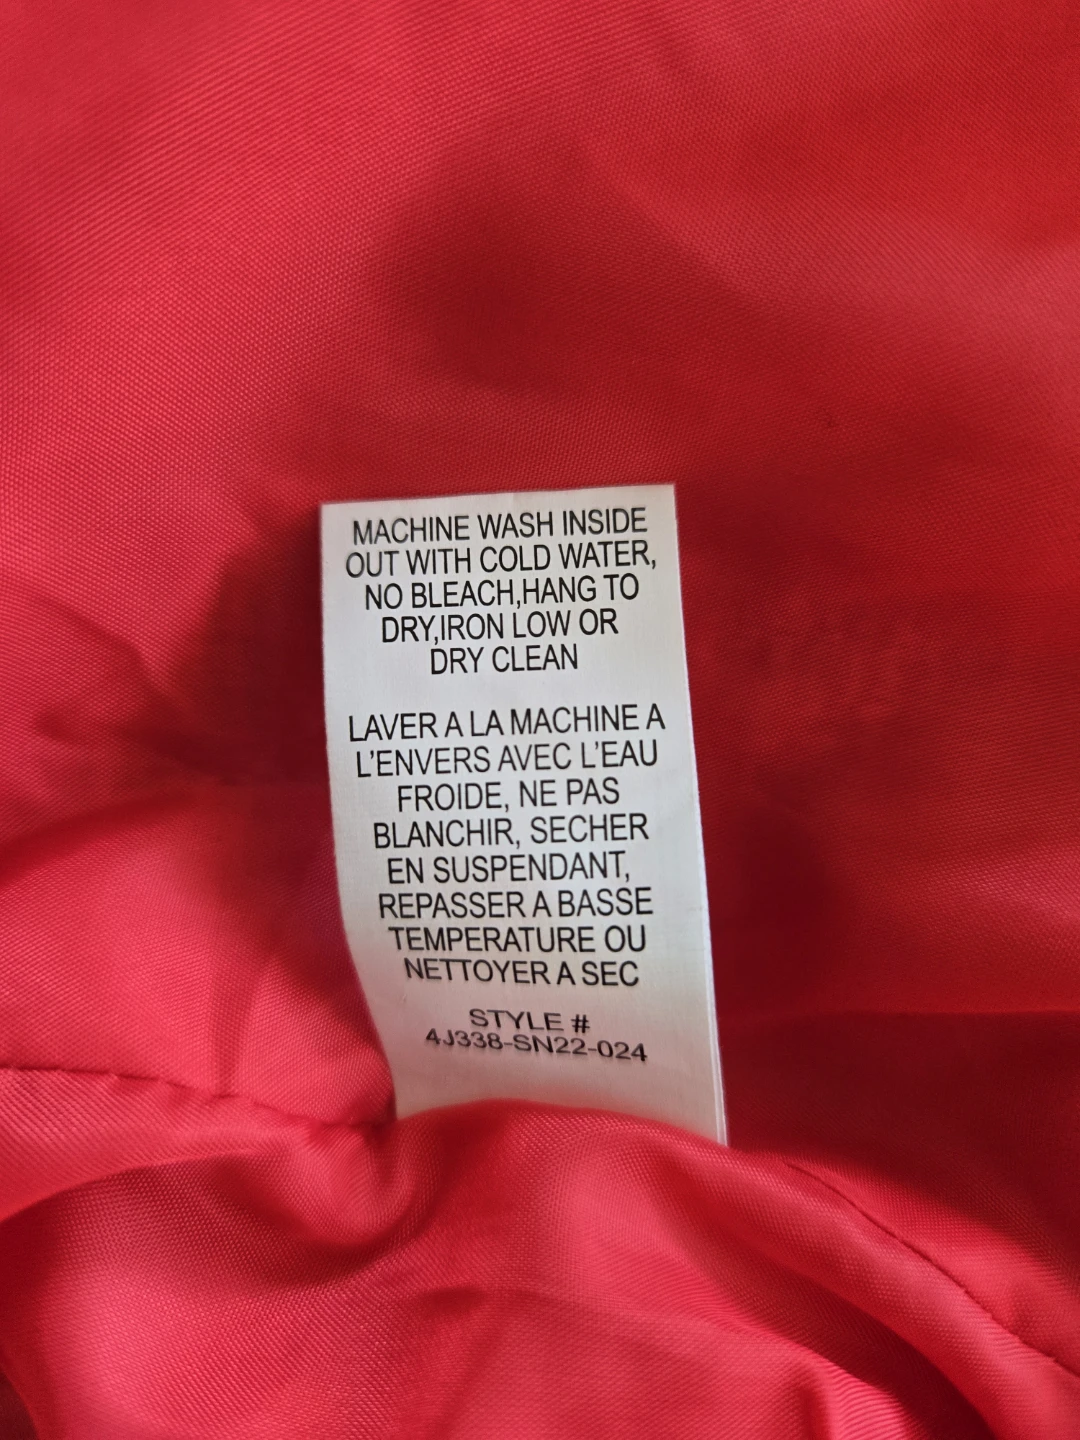 MACHINE WASH INSIDE
OUT WITH COLD WATER,
NO BLEACH,HANG TO
DRY,IRON LOW OR
DRY CLEAN
LAVER A LA MACHINE A
L'ENVERS AVEC L'EAU
FROIDE, NE PAS
BLANCHIR, SECHER
EN SUSPENDANT,
REPASSER A BASSE
TEMPERATURE OU
NETTOYER A SEC
STYLE #
4J338-SN22-024